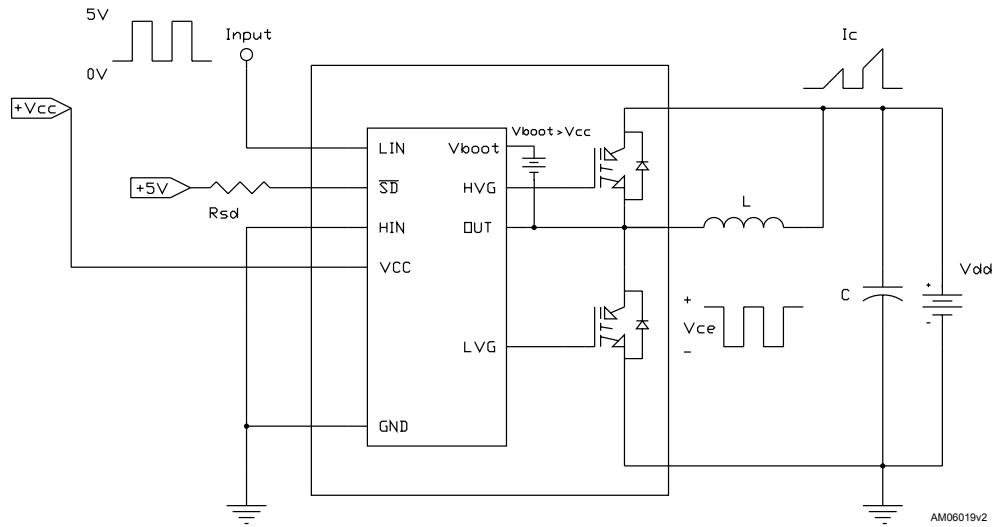 5V
0V
Input
Ic
+Vcc
Vboot>Vcc
LIN
Vboot
+5V
SD
HVG
Rsd
L
HIN
OUT
VCC
Vdd
C
+
-
+
Vce
-
LVG
GND
AM06019v2